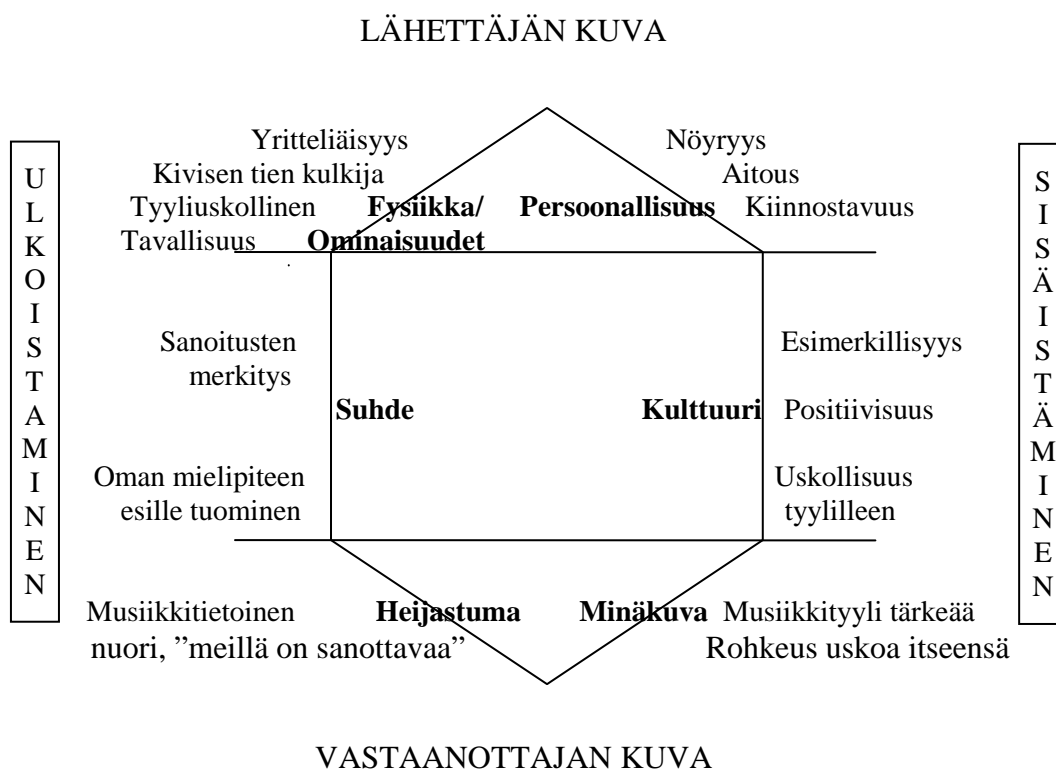 LÄHETTÄJÄN KUVA
Yritteliäisyys Nöyryys
Kivisen tien kulkija Aitous
Tyyliuskollinen Fysiikka/ Persoonallisuus Kiinnostavuus
Tavallisuus Ominaisuudet
ULKOISTAMINEN
SISÄISTÄMINEN
Sanoitusten Esimerkillisyys
merkitys
Suhde Kulttuuri Positiivisuus
Oman mielipiteen Uskollisuus
esille tuominen tyylilleen
Musiikkitietoinen Heijastuma Minäkuva Musiikkityyli tärkeää
nuori, ”meillä on sanottavaa” Rohkeus uskoa itseensä
VASTAANOTTAJAN KUVA